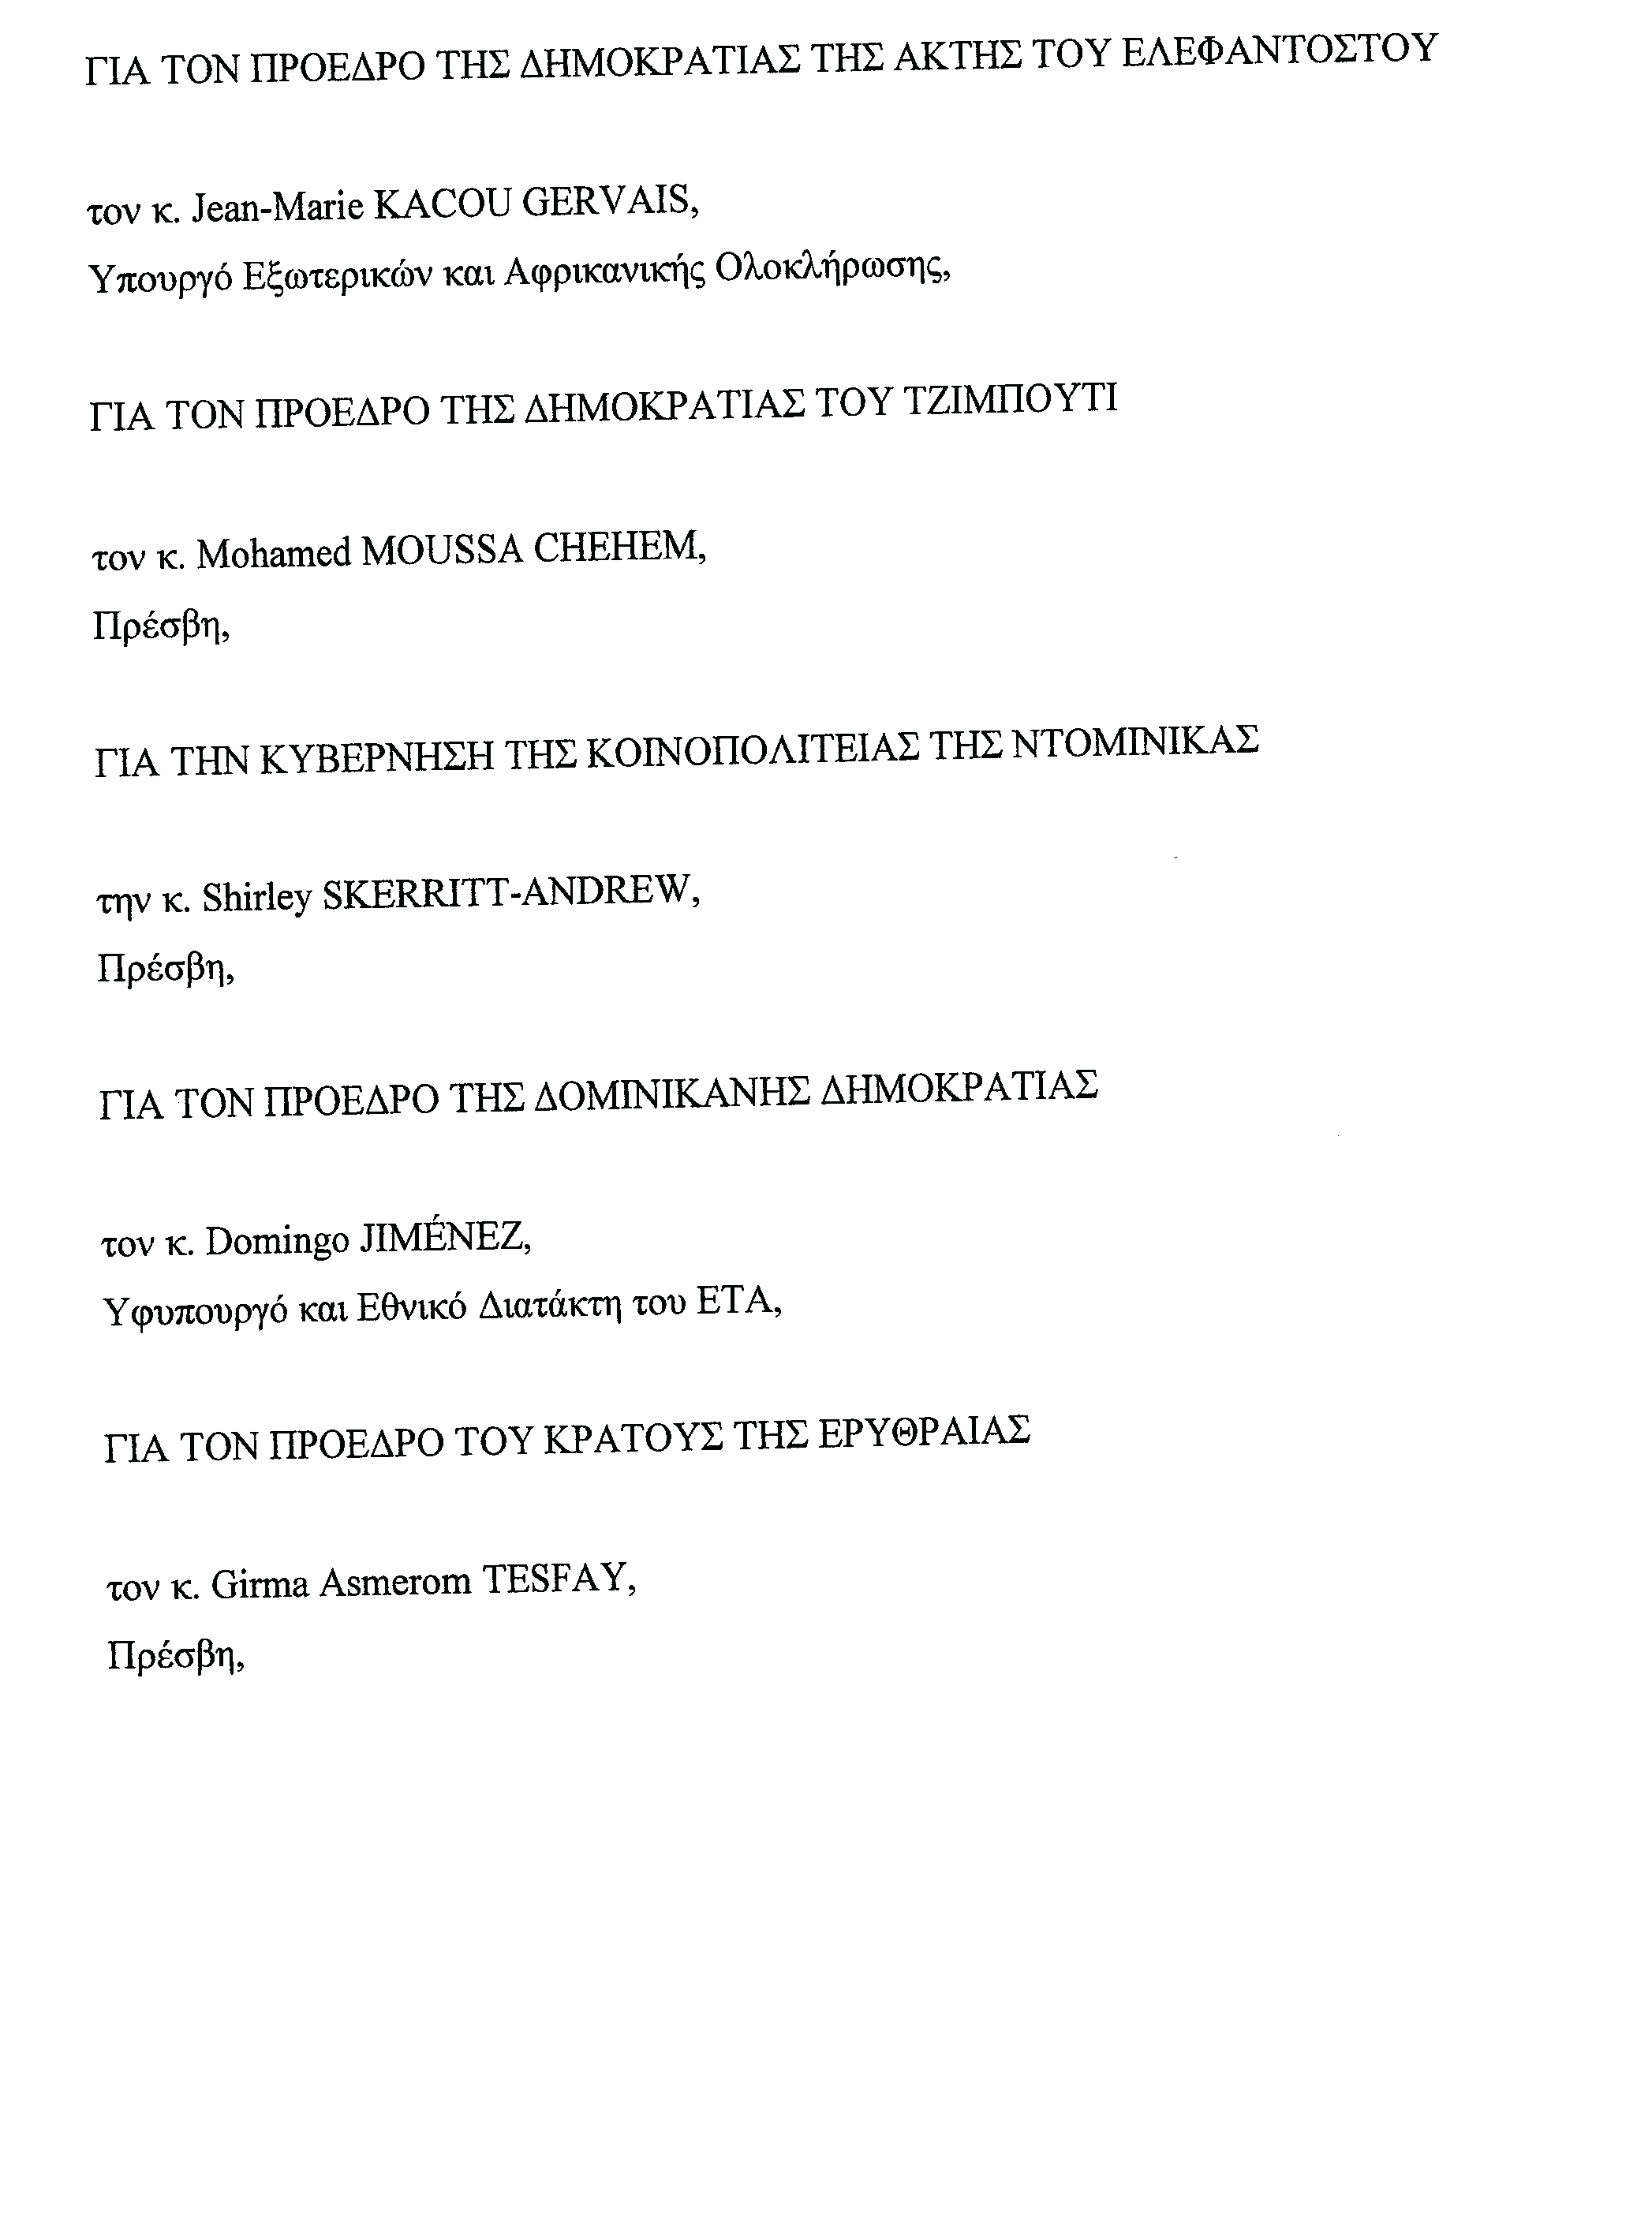 ΓΙΑ ΤΟΝ ΠΡΟΕΔΡΟ ΤΗΣ ΔΗΜΟΚΡΑΤΙΑΣ ΤΗΣ ΑΚΤΗΣ ΤΟΥ ΕΛΕΦΑΝΤΟΣΤΟΥ
τον κ. Jean-Marie KACOU GERVAIS,
Υπουργό Εξωτερικών και Αφρικανικής Ολοκλήρωσης,
ΓΙΑ ΤΟΝ ΠΡΟΕΔΡΟ ΤΗΣ ΔΗΜΟΚΡΑΤΙΑΣ ΤΟΥ ΤΖΙΜΠΟΥΤΙ
τον κ. Mohamed MOUSSA CHEHEM,
Πρέσβη,
ΓΙΑ ΤΗΝ ΚΥΒΕΡΝΗΣΗ ΤΗΣ ΚΟΙΝΟΠΟΛΙΤΕΙΑΣ ΤΗΣ ΝΤΟΜΙΝΙΚΑΣ
την κ. Shirley SKERRITT-ANDREW,
Πρέσβη,
ΓΙΑ ΤΟΝ ΠΡΟΕΔΡΟ ΤΗΣ ΔΟΜΙΝΙΚΑΝΗΣ ΔΗΜΟΚΡΑΤΙΑΣ
τον κ. Domingo JIMÉNEZ,
Υφυπουργό και Εθνικό Διατάκτη του ΕΤΑ,
ΓΙΑ ΤΟΝ ΠΡΟΕΔΡΟ ΤΟΥ ΚΡΑΤΟΥΣ ΤΗΣ ΕΡΥΘΡΑΙΑΣ
τον κ. Girma Asmerom TESFAY,
Πρέσβη,